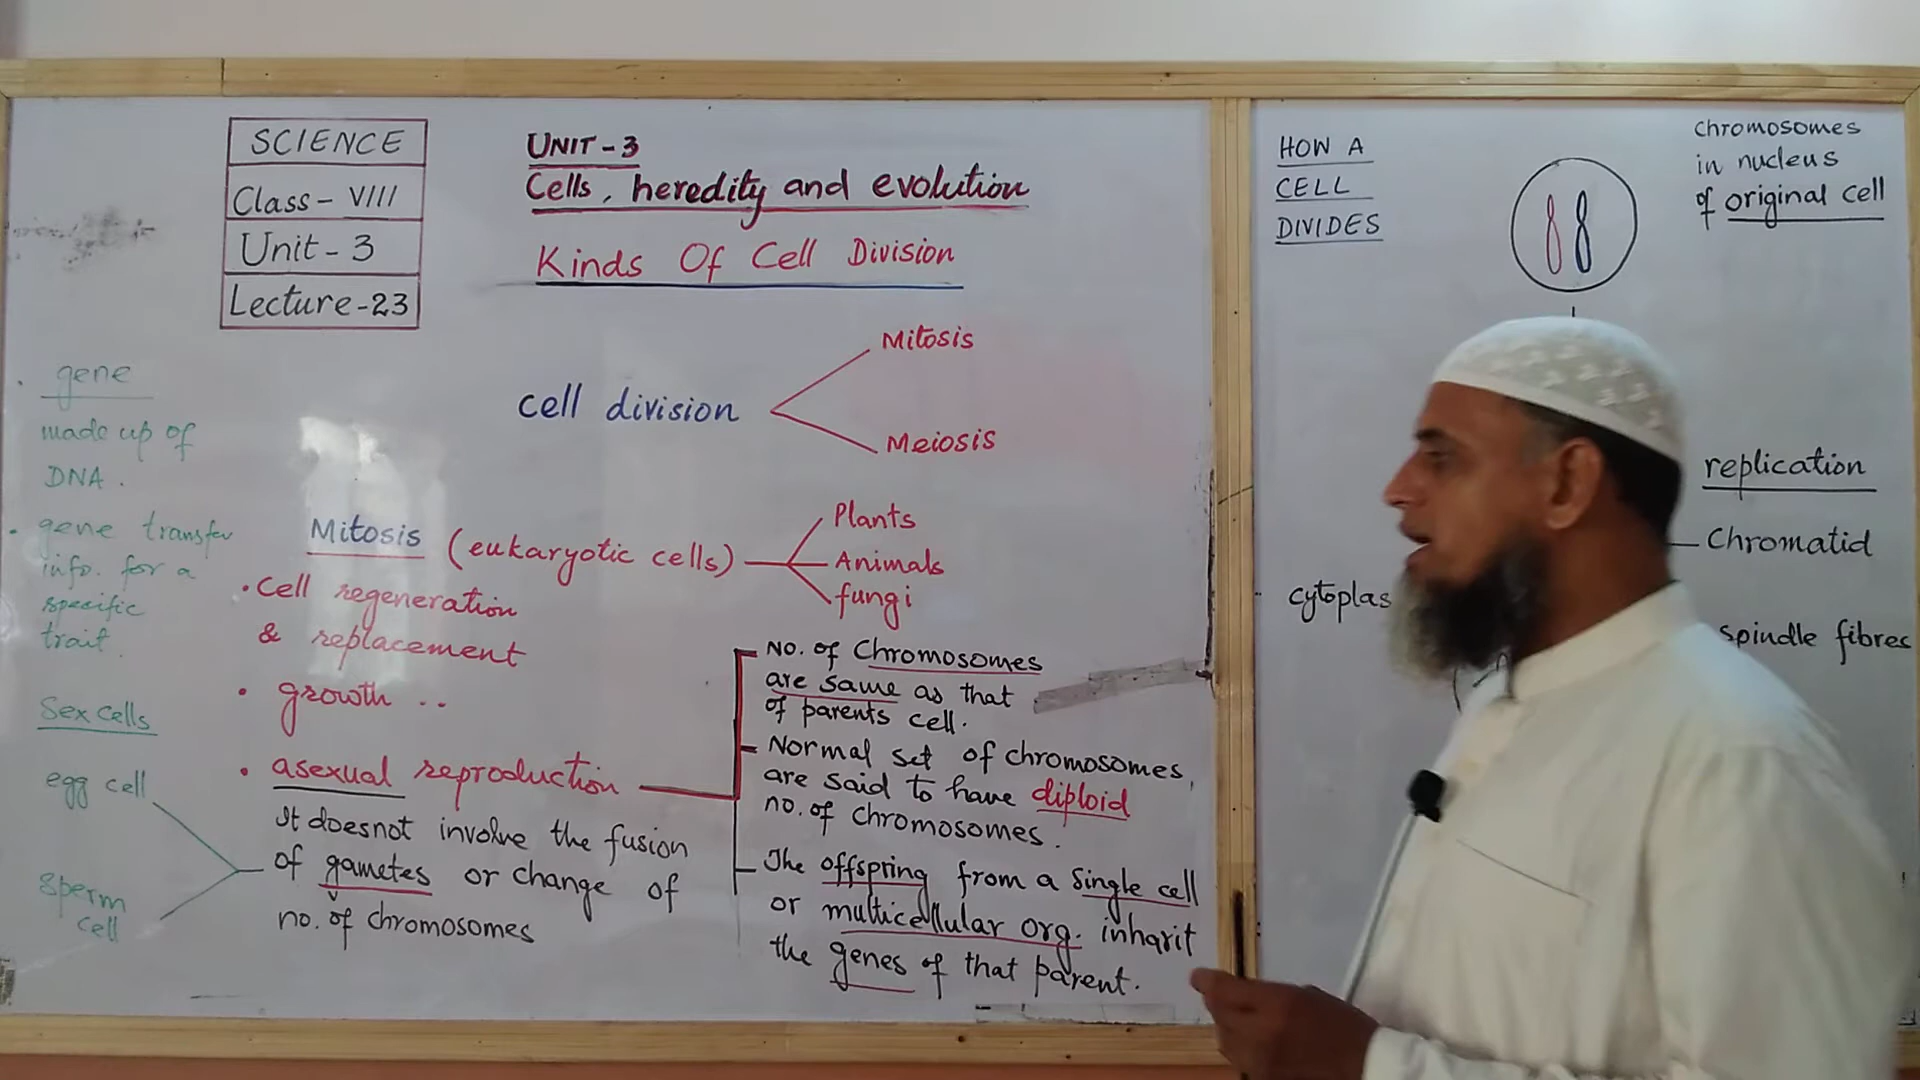 SCIENCE
Class - VIII
Unit - 3
Lecture - 23
UNIT - 3
Cells, heredity and evolution
Kinds Of Cell Division
cell division
Mitosis
Meiosis
gene
made up of
DNA.
gene transfer
info. for a
specific
trait.
Sex cells
egg cell
sperm
cell
Mitosis (eukaryotic cells)
Plants
Animals
fungi
• Cell regeneration
& replacement
• growth ..
• asexual reproduction
It doesnot involve the fusion
of gametes or change of
no. of chromosomes
No. of Chromosomes
are same as that
of parents cell.
Normal set of chromosomes,
are said to have diploid
no. of chromosomes.
The offspring from a single cell
or multicellular org. inharit
the genes of that parent.
HOW A
CELL
DIVIDES
chromosomes
in nucleus
of original cell
replication
Chromatid
cytoplas
spindle fibres